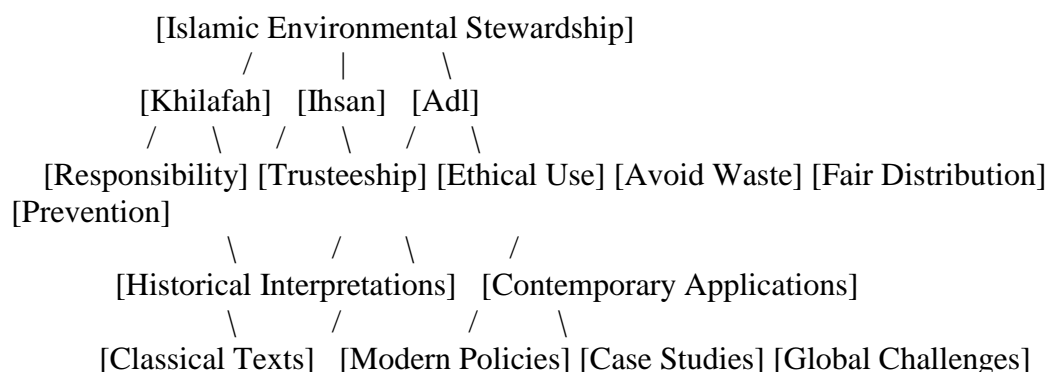 [Islamic Environmental Stewardship]
/ | \
[Khilafah] [Ihsan] [Adl]
/ \ / \ / \
[Responsibility] [Trusteeship] [Ethical Use] [Avoid Waste] [Fair Distribution]
[Prevention]
\ / \ /
[Historical Interpretations] [Contemporary Applications]
\ / / \
[Classical Texts] [Modern Policies] [Case Studies] [Global Challenges]